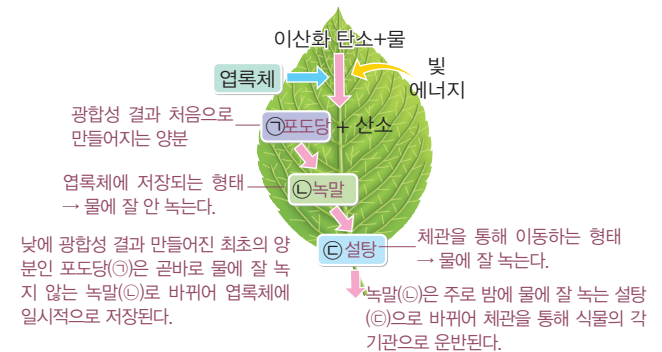 이산화 탄소+물
엽록체
빛
에너지
광합성 결과 처음으로
만들어지는 양분
㉠포도당 + 산소
엽록체에 저장되는 형태
→ 물에 잘 안 녹는다.
㉡녹말
체관을 통해 이동하는 형태
→ 물에 잘 녹는다.
㉢설탕
낮에 광합성 결과 만들어진 최초의 양
분인 포도당(㉠)은 곧바로 물에 잘 녹
지 않는 녹말(㉡)로 바뀌어 엽록체에
일시적으로 저장된다.
녹말(㉡)은 주로 밤에 물에 잘 녹는 설탕
(㉢)으로 바뀌어 체관을 통해 식물의 각
기관으로 운반된다.